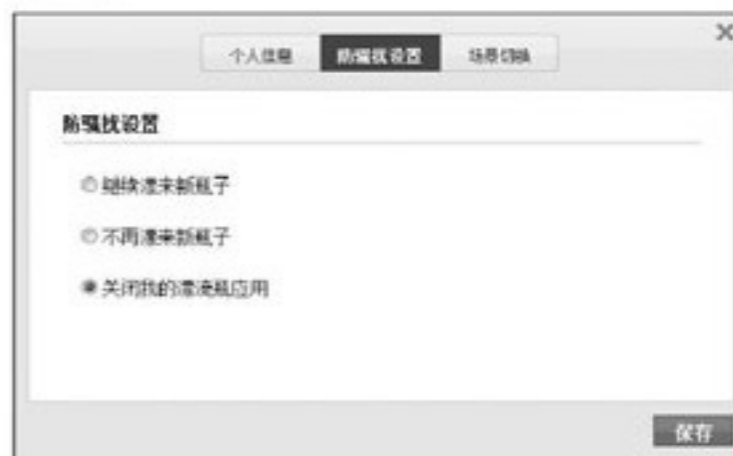 个人信息 防骚扰设置 场景切换
防骚扰设置
继续漂来新瓶子
不再漂来新瓶子
关闭我的漂流瓶应用
保存